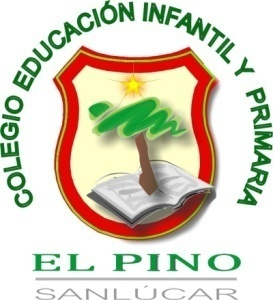 COLEGIO EDUCACIÓN INFANTIL Y PRIMARIA
EL PINO
SANLÚCAR